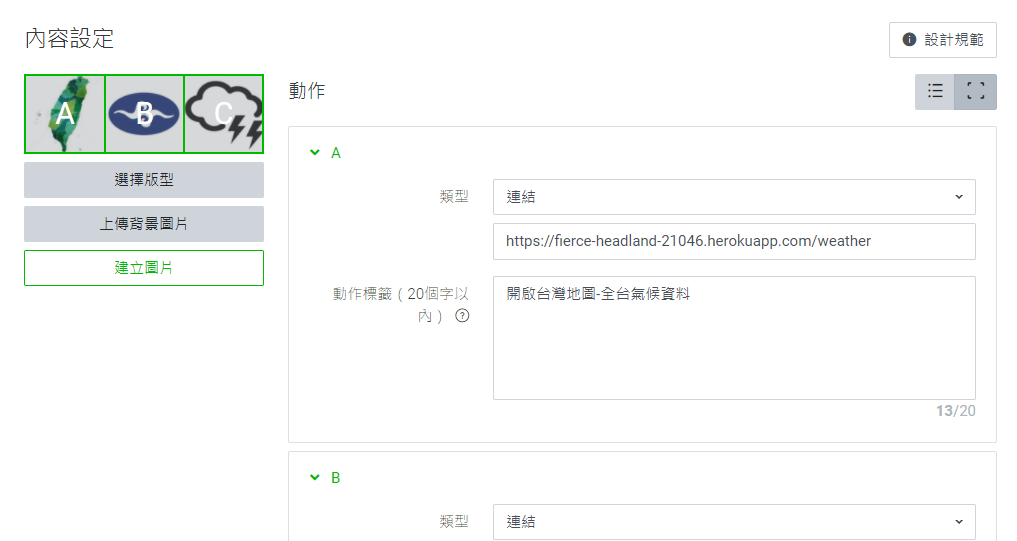 內容設定
設計規範
A B C
選擇版型
上傳背景圖片
建立圖片
動作
A
類型
連結
https://fierce-headland-21046.herokuapp.com/weather
動作標籤（20個字以
內）
開啟台灣地圖-全台氣候資料
13/20
B
類型
連結